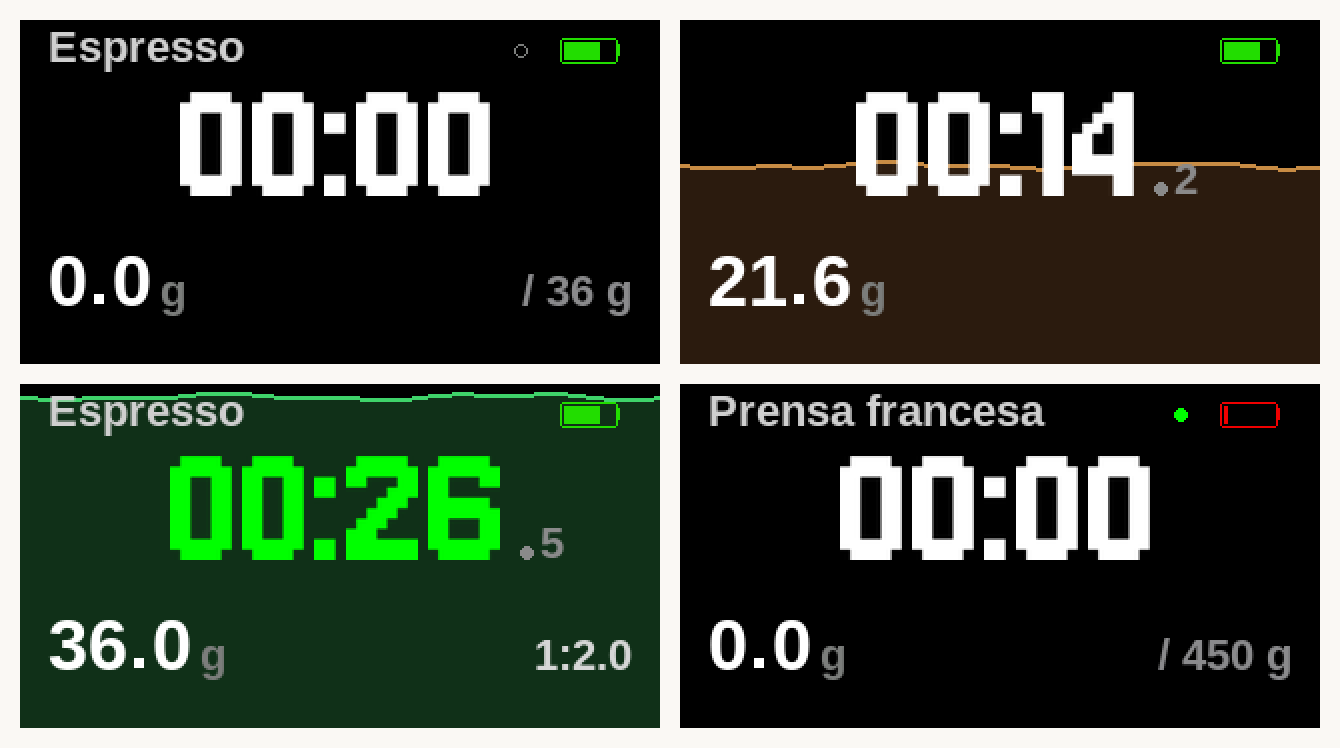 Espresso
00:00
0.0 g / 36 g
00:14.2
21.6 g
Espresso
00:26.5
36.0 g 1:2.0
Prensa francesa
00:00
0.0 g / 450 g